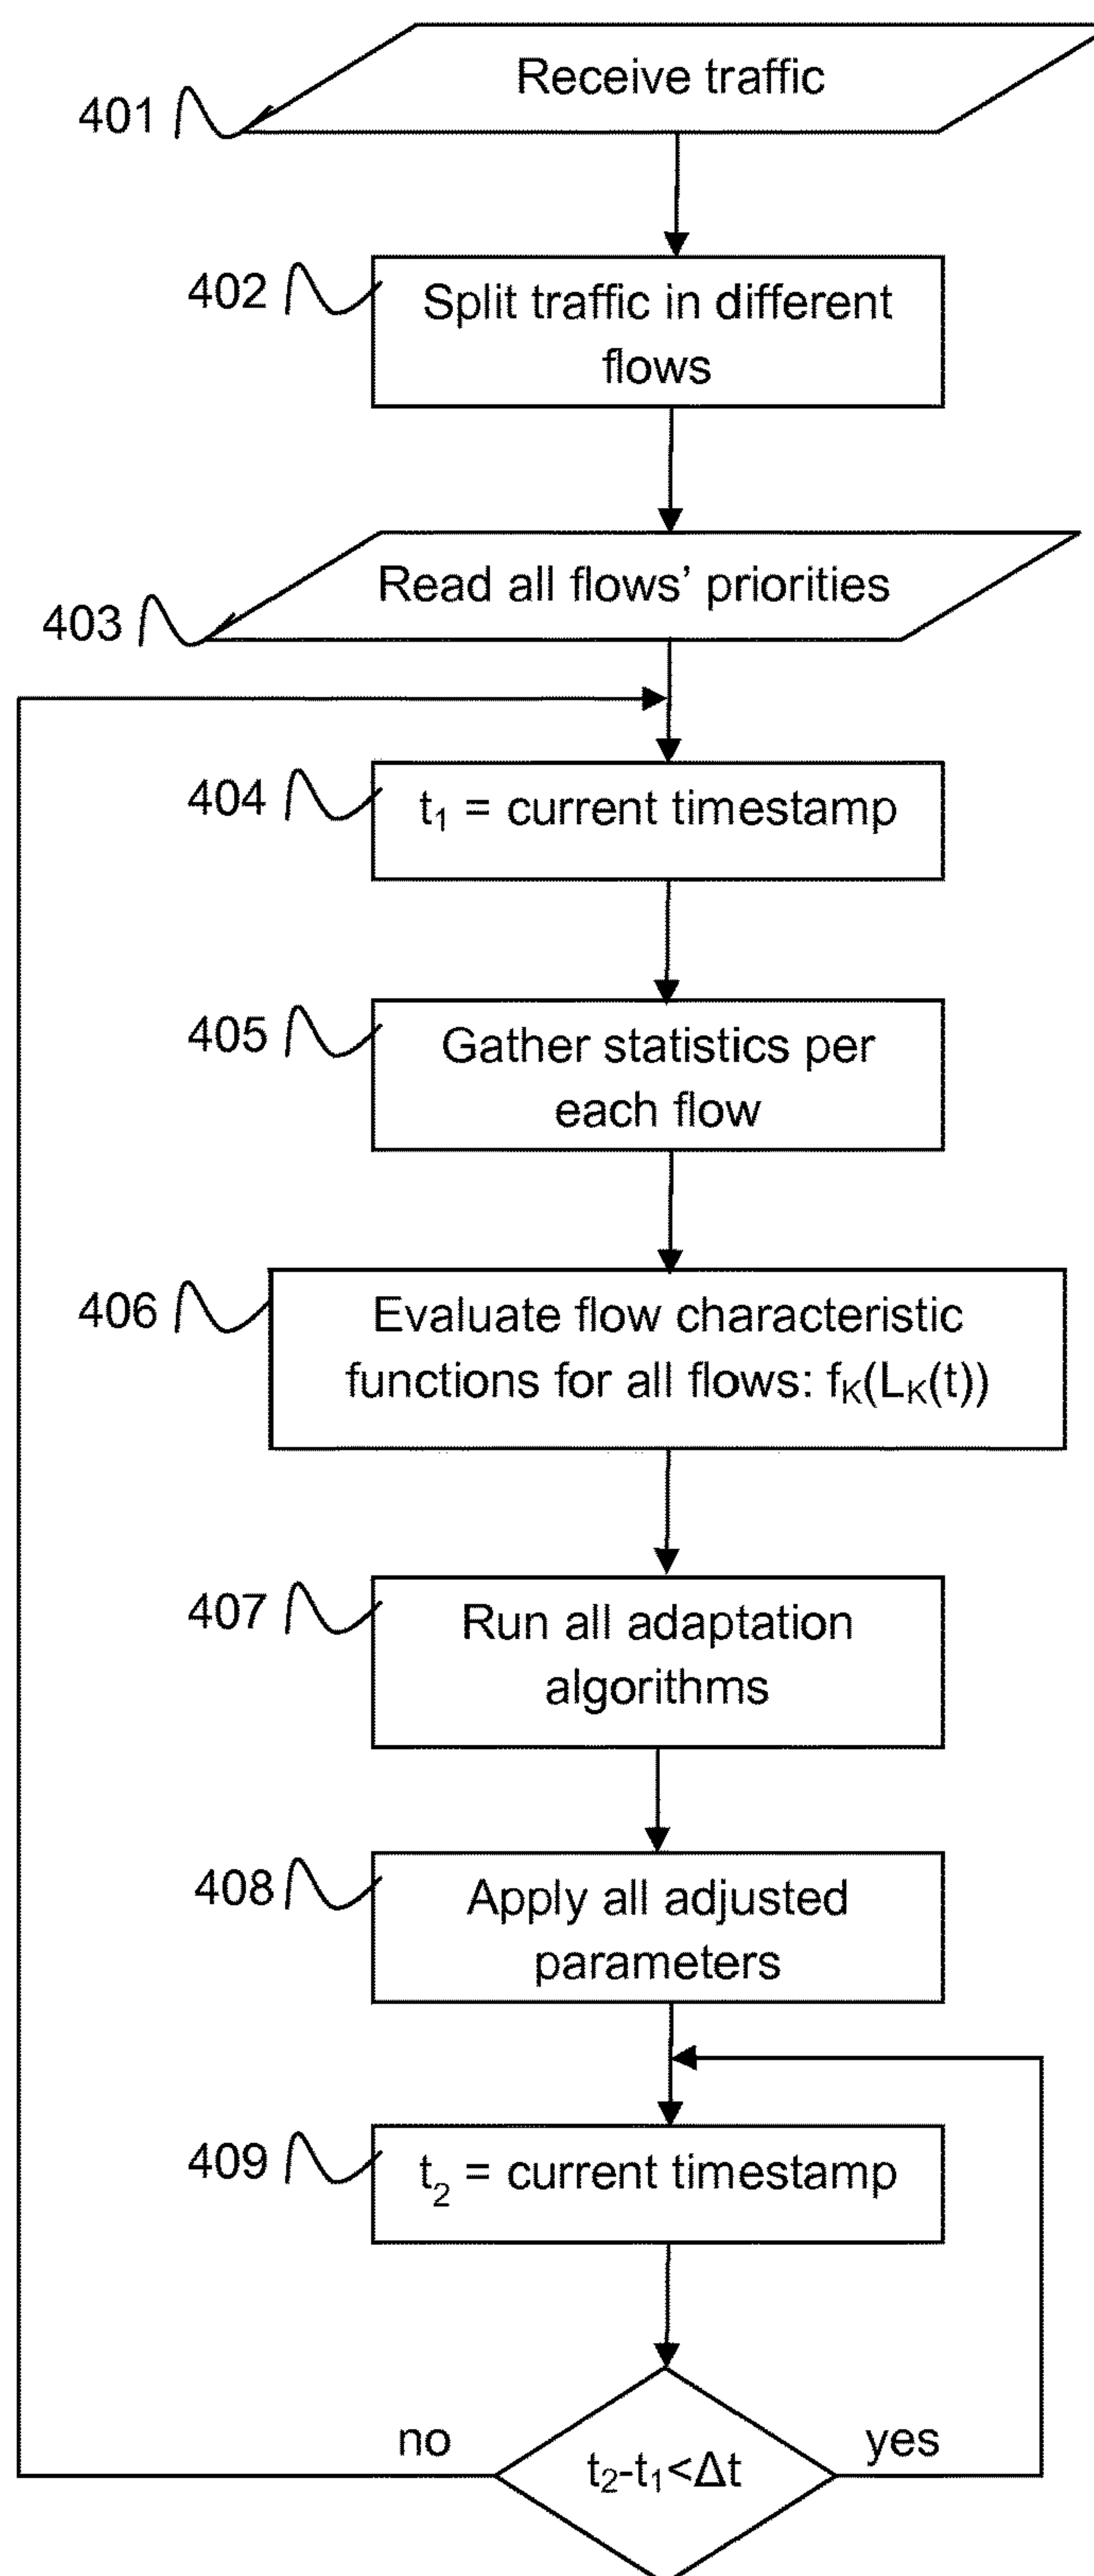 Receive traffic
401
402
Split traffic in different
flows
Read all flows' priorities
403
404
t₁ = current timestamp
405
Gather statistics per
each flow
406
Evaluate flow characteristic
functions for all flows: fK(LK(t))
407
Run all adaptation
algorithms
408
Apply all adjusted
parameters
409
t₂ = current timestamp
no
yes
t₂-t₁<Δt